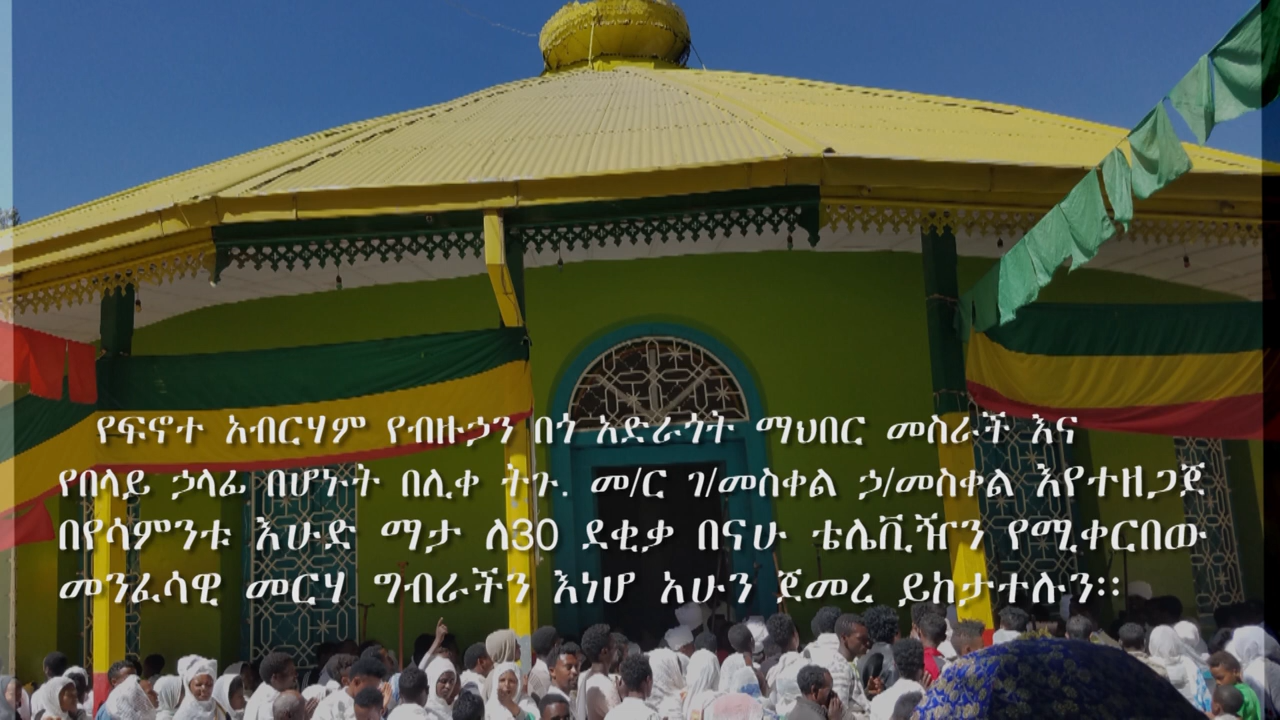 የፍኖተ አብርሃም የብዙኃን በጎ አድራጎት ማህበር መስራች እና
የበላይ ኃላፊ በሆኑት በሊቀ ትጉ. መ/ር ገ/መስቀል ኃ/መስቀል እየተዘጋጀ
በየሳምንቱ እሁድ ማታ ለ30 ደቂቃ በናሁ ቴሌቪዥን የሚቀርበው
መንፈሳዊ መርሃ ግብራችን እነሆ አሁን ጀመረ ይከታተሉን፡፡